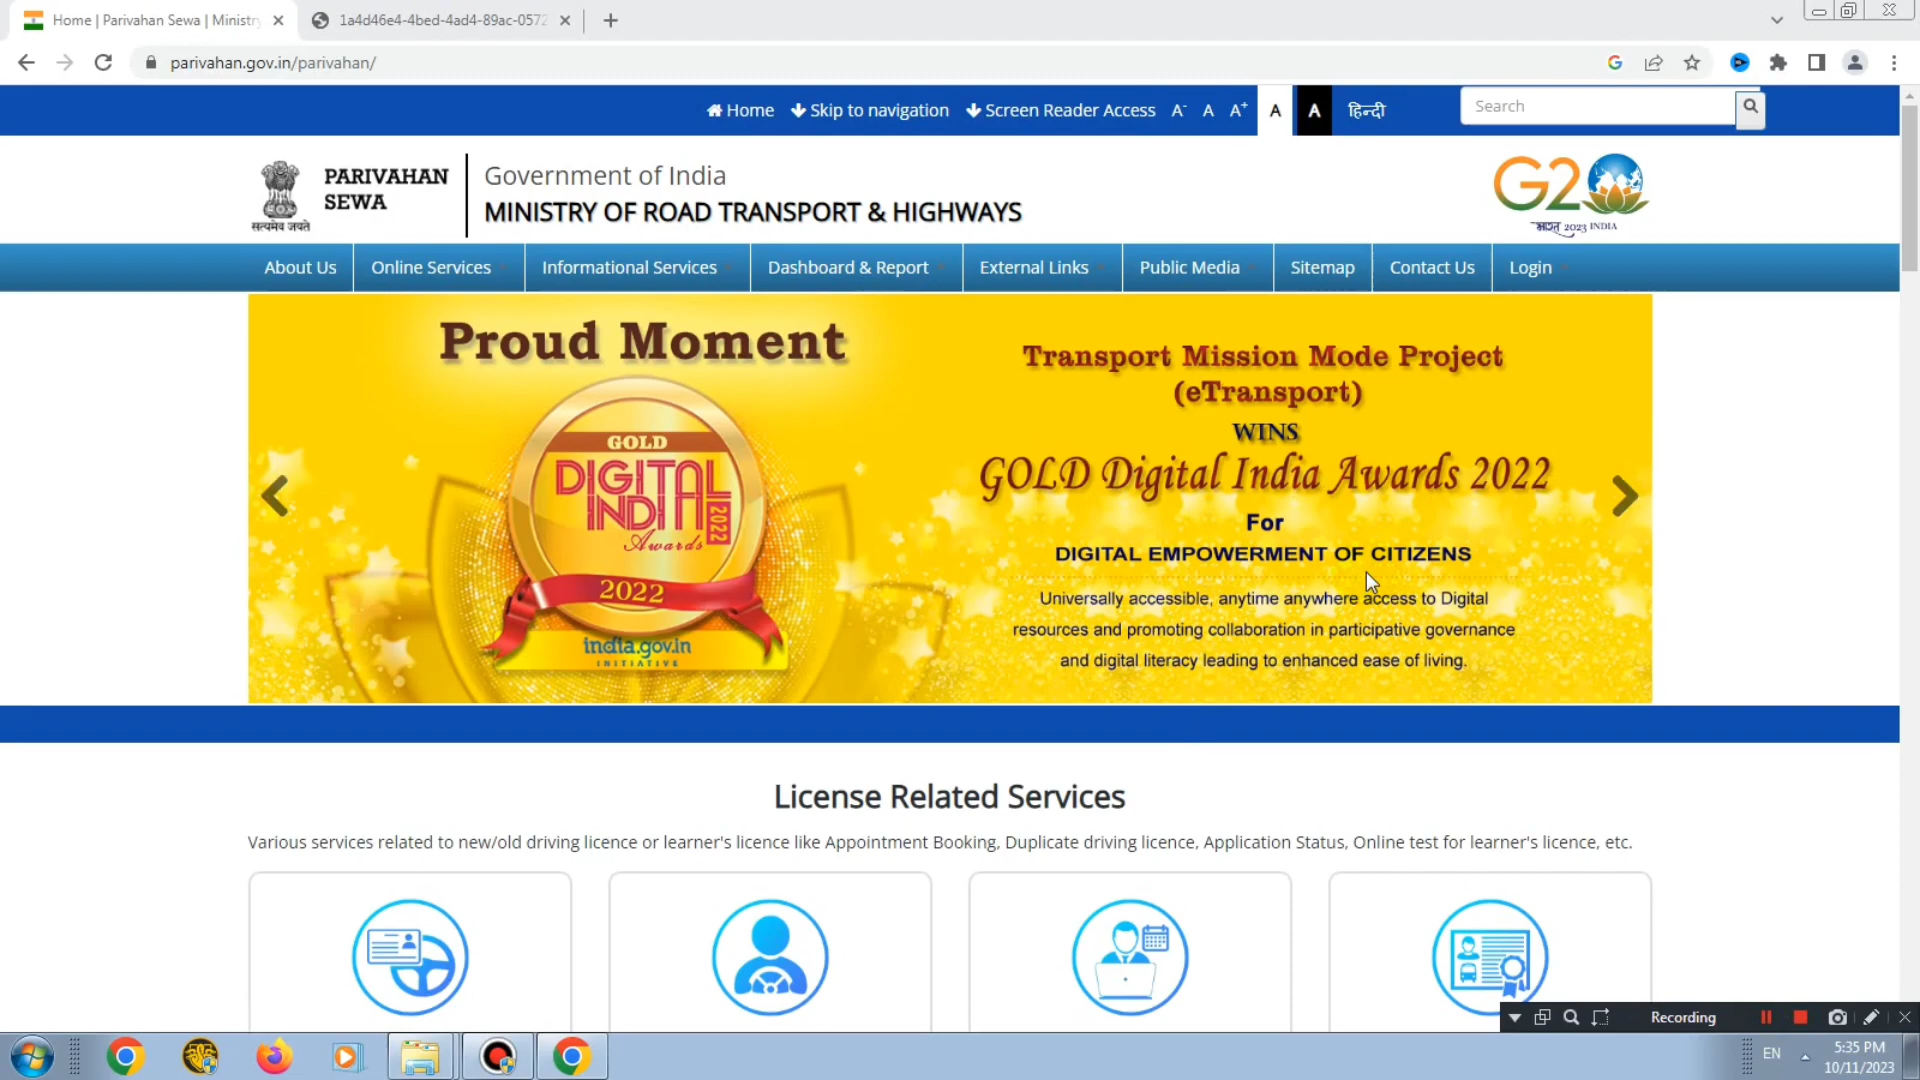 Home | Parivahan Sewa | Ministry
1a4d46e4-4bed-4ad4-89ac-0572
parivahan.gov.in/parivahan/
Home
Skip to navigation
Screen Reader Access
A-
A
A+
A
A
हिन्दी
Search
सत्यमेव जयते
PARIVAHAN
SEWA
Government of India
MINISTRY OF ROAD TRANSPORT & HIGHWAYS
G20
भारत 2023 INDIA
About Us
Online Services
Informational Services
Dashboard & Report
External Links
Public Media
Sitemap
Contact Us
Login
Proud Moment
GOLD
DIGITAL
INDIA
2022
Awards
2022
india.gov.in
INITIATIVE
Transport Mission Mode Project
(eTransport)
WINS
GOLD Digital India Awards 2022
For
DIGITAL EMPOWERMENT OF CITIZENS
Universally accessible, anytime anywhere access to Digital
resources and promoting collaboration in participative governance
and digital literacy leading to enhanced ease of living.
License Related Services
Various services related to new/old driving licence or learner's licence like Appointment Booking, Duplicate driving licence, Application Status, Online test for learner's licence, etc.
Recording
EN
5:35 PM
10/11/2023